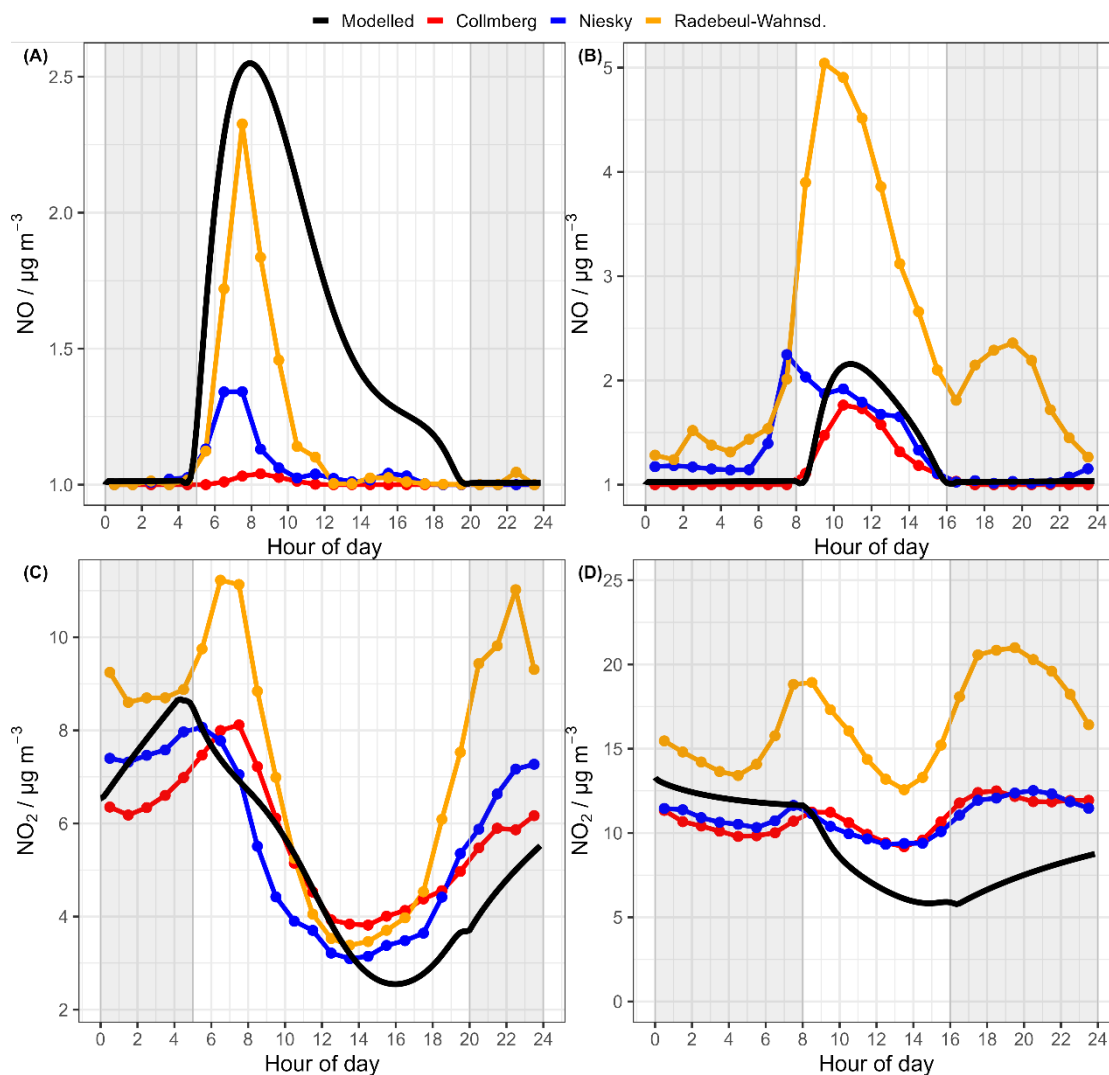 Modelled Collmberg Niesky Radebeul-Wahnsd.
(A)
NO / µg m⁻³
2.5
2.0
1.5
1.0
0 2 4 6 8 10 12 14 16 18 20 22 24
Hour of day
(B)
NO / µg m⁻³
5
4
3
2
1
0 2 4 6 8 10 12 14 16 18 20 22 24
Hour of day
(C)
NO₂ / µg m⁻³
10
8
6
4
2
0 2 4 6 8 10 12 14 16 18 20 22 24
Hour of day
(D)
NO₂ / µg m⁻³
25
20
15
10
5
0
0 2 4 6 8 10 12 14 16 18 20 22 24
Hour of day